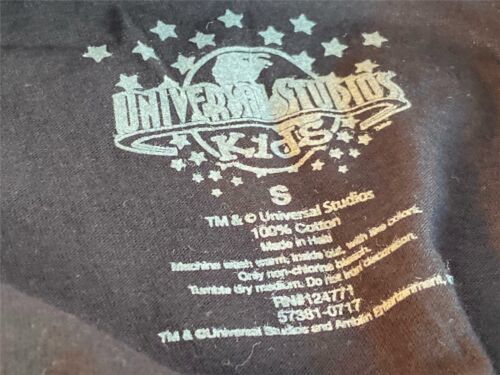 UNIVERSAL STUDIOS
KIDS
S
TM & © Universal Studios
100% Cotton
Made in Haiti
Machine wash warm, inside out, with like colors.
Only non-chlorine bleach.
Tumble dry medium. Do not iron decoration.
RN#124771
57381-0717
TM & ©Universal Studios and Amblin Entertainment,